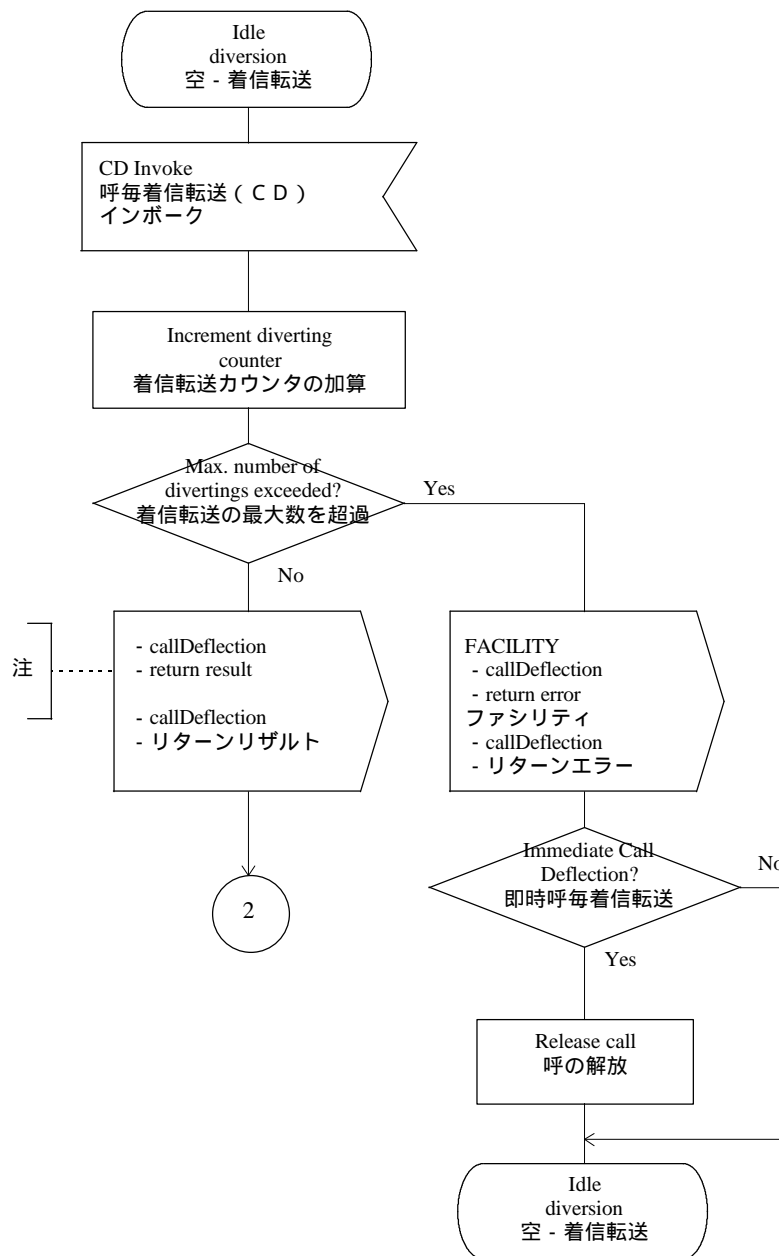 Idle
diversion
空 - 着信転送
CD Invoke
呼毎着信転送（ＣＤ）
インボーク
Increment diverting
counter
着信転送カウンタの加算
Max. number of
divertings exceeded?
着信転送の最大数を超過
Yes
No
注
- callDeflection
- return result
- callDeflection
- リターンリザルト
2
FACILITY
- callDeflection
- return error
ファシリティ
- callDeflection
- リターンエラー
Immediate Call
Deflection?
即時呼毎着信転送
No
Yes
Release call
呼の解放
Idle
diversion
空 - 着信転送